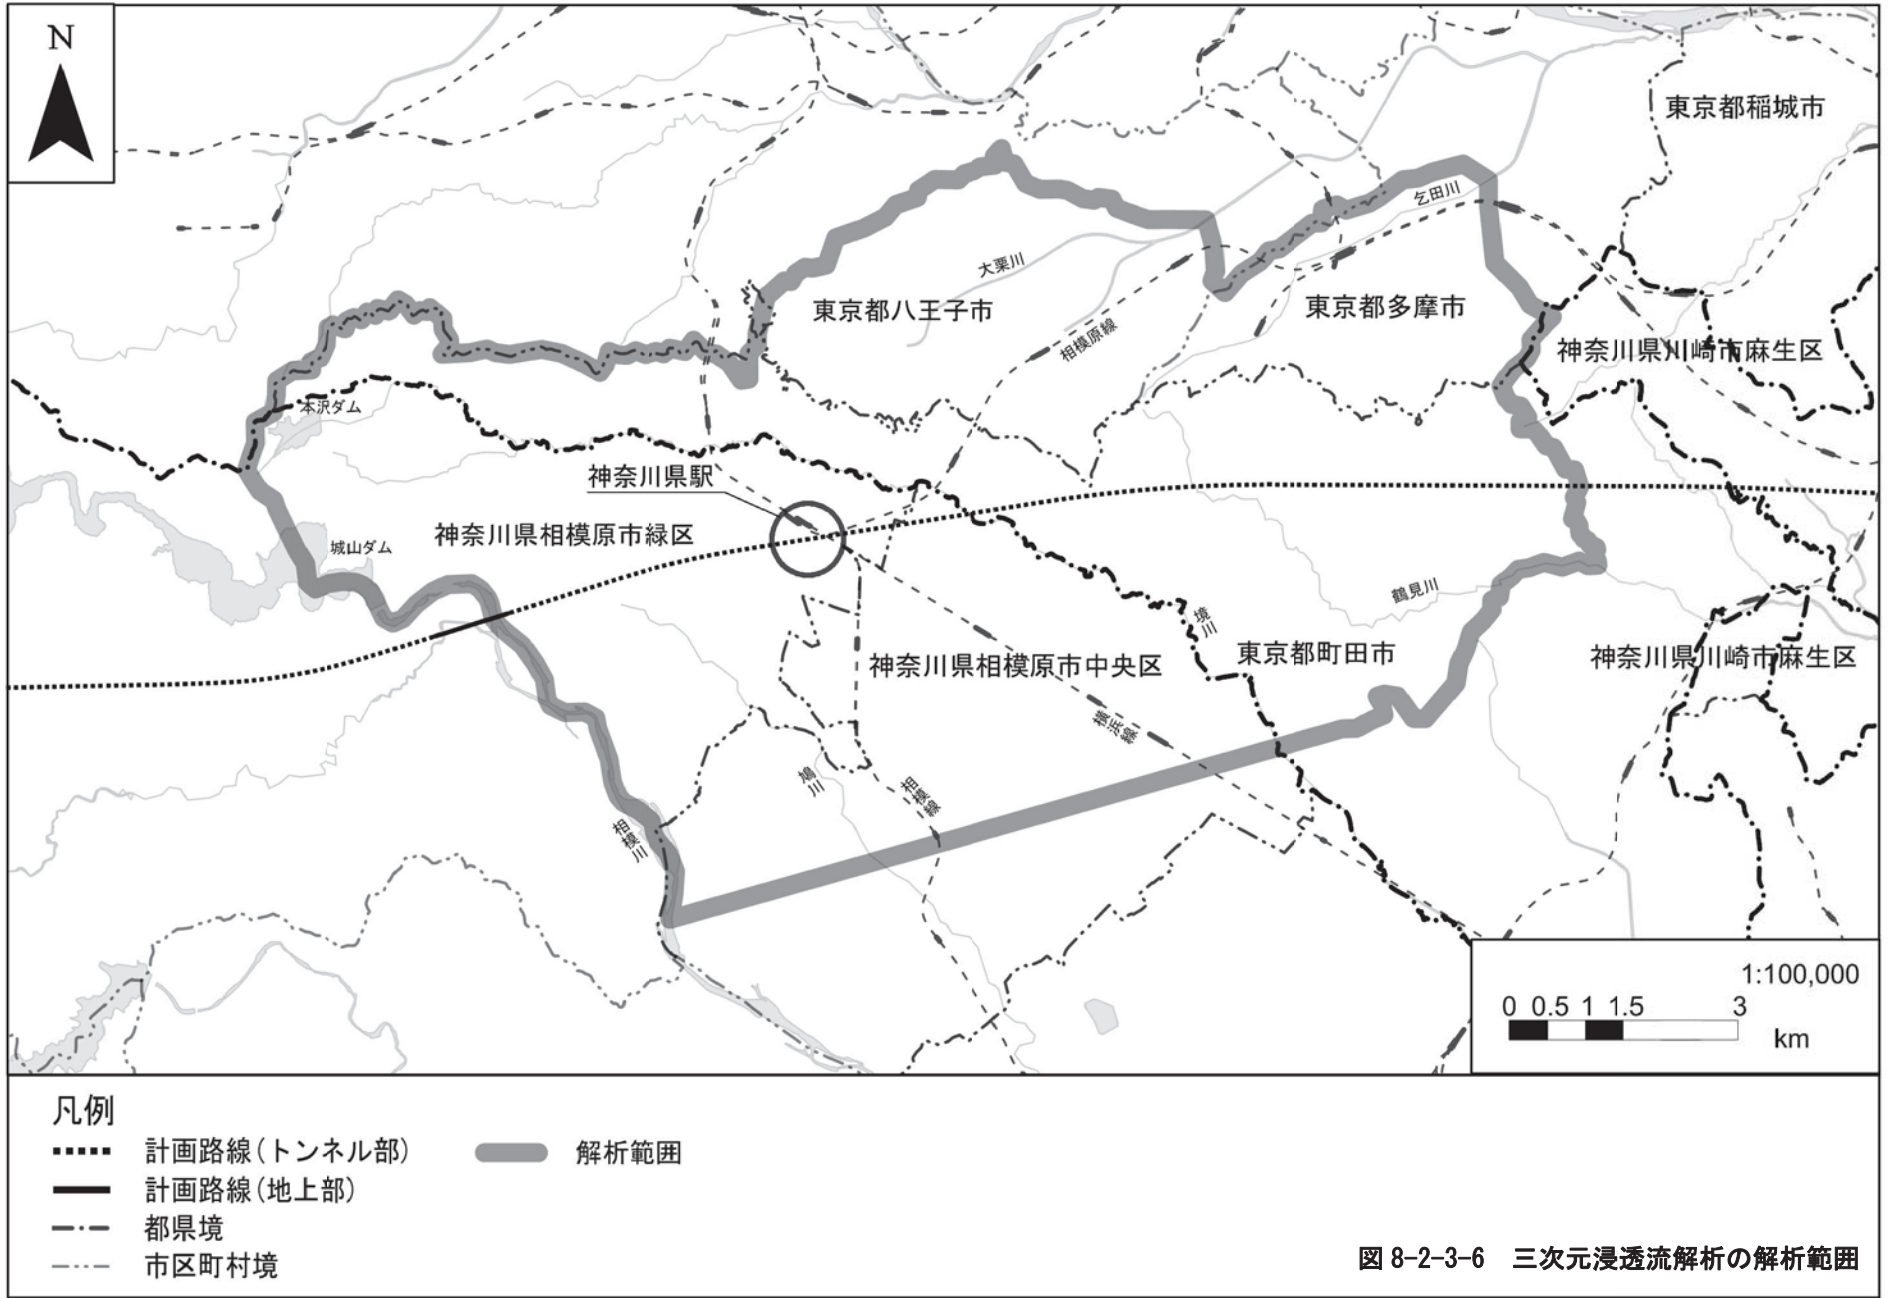 N
東京都稲城市
乞田川
大栗川
東京都八王子市
東京都多摩市
相模原線
神奈川県川崎市麻生区
本沢ダム
神奈川県駅
神奈川県相模原市緑区
城山ダム
鶴見川
境川
東京都町田市
神奈川県相模原市中央区
神奈川県川崎市麻生区
横浜線
鳩川
相模線
相模川
1:100,000
0 0.5 1 1.5 3
km
凡例
計画路線(トンネル部)
解析範囲
計画路線(地上部)
都県境
市区町村境
図 8-2-3-6 三次元浸透流解析の解析範囲